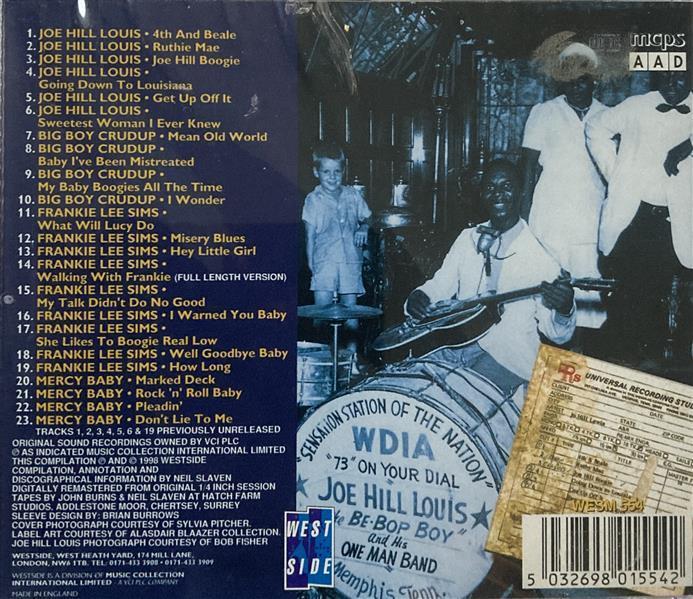 1. JOE HILL LOUIS • 4th And Beale
2. JOE HILL LOUIS • Ruthie Mae
3. JOE HILL LOUIS • Joe Hill Boogie
4. JOE HILL LOUIS •
Going Down To Louisiana
5. JOE HILL LOUIS • Get Up Off It
6. JOE HILL LOUIS •
Sweetest Woman I Ever Knew
7. BIG BOY CRUDUP • Mean Old World
8. BIG BOY CRUDUP •
Baby I've Been Mistreated
9. BIG BOY CRUDUP •
My Baby Boogies All The Time
10. BIG BOY CRUDUP • I Wonder
11. FRANKIE LEE SIMS •
What Will Lucy Do
12. FRANKIE LEE SIMS • Misery Blues
13. FRANKIE LEE SIMS • Hey Little Girl
14. FRANKIE LEE SIMS •
Walking With Frankie (FULL LENGTH VERSION)
15. FRANKIE LEE SIMS •
My Talk Didn't Do No Good
16. FRANKIE LEE SIMS • I Warned You Baby
17. FRANKIE LEE SIMS •
She Likes To Boogie Real Low
18. FRANKIE LEE SIMS • Well Goodbye Baby
19. FRANKIE LEE SIMS • How Long
20. MERCY BABY • Marked Deck
21. MERCY BABY • Rock 'n' Roll Baby
22. MERCY BABY • Pleadin'
23. MERCY BABY • Don't Lie To Me
TRACKS 1, 2, 3, 4, 5, 6 & 19 PREVIOUSLY UNRELEASED
ORIGINAL SOUND RECORDINGS OWNED BY VCI PLC
℗ AS INDICATED MUSIC COLLECTION INTERNATIONAL LIMITED
THIS COMPILATION ℗ AND © 1998 WESTSIDE
COMPILATION, ANNOTATION AND
DISCOGRAPHICAL INFORMATION BY NEIL SLAVEN
DIGITALLY REMASTERED FROM ORIGINAL 1/4 INCH SESSION
TAPES BY JOHN BURNS & NEIL SLAVEN AT HATCH FARM
STUDIOS, ADDLESTONE MOOR, CHERTSEY, SURREY
SLEEVE DESIGN BY: BRIAN BURROWS
COVER PHOTOGRAPH COURTESY OF SYLVIA PITCHER.
LABEL ART COURTESY OF ALASDAIR BLAAZER COLLECTION.
JOE HILL LOUIS PHOTOGRAPH COURTESY OF BOB FISHER
WESTSIDE, WEST HEATH YARD, 174 MILL LANE,
LONDON, NW6 1TB. TEL: 0171-433 3908 • 0171-433 3909
WESTSIDE IS A DIVISION OF MUSIC COLLECTION
INTERNATIONAL LIMITED - A VCI PLC COMPANY
MADE IN ENGLAND
WEST
SIDE
mcps
AAD
"SENSATION STATION OF THE NATION"
WDIA
"73" ON YOUR DIAL
JOE HILL LOUIS
the BE-BOP BOY"
and His
ONE MAN BAND
Memphis Tenn.
URS
UNIVERSAL RECORDING STU
CLIENT
ADDRESS
DATE
ZIP CODE
WESM 554
5 032698 015542